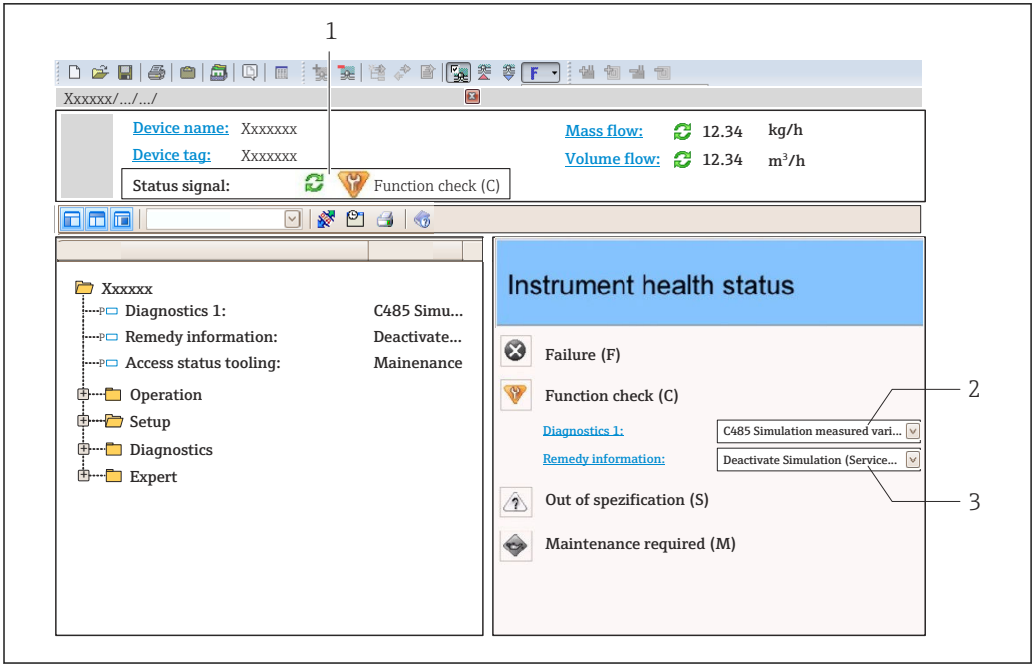 1
F
Xxxxxx/.../.../
Device name: Xxxxxxx
Mass flow: 12.34 kg/h
Device tag: Xxxxxxx
Volume flow: 12.34 m³/h
Status signal: Function check (C)
Xxxxxx
P Diagnostics 1: C485 Simu...
P Remedy information: Deactivate...
P Access status tooling: Mainenance
Operation
Setup
Diagnostics
Expert
Instrument health status
Failure (F)
Function check (C)
2
Diagnostics 1: C485 Simulation measured vari...
Remedy information: Deactivate Simulation (Service...
3
Out of spezification (S)
Maintenance required (M)